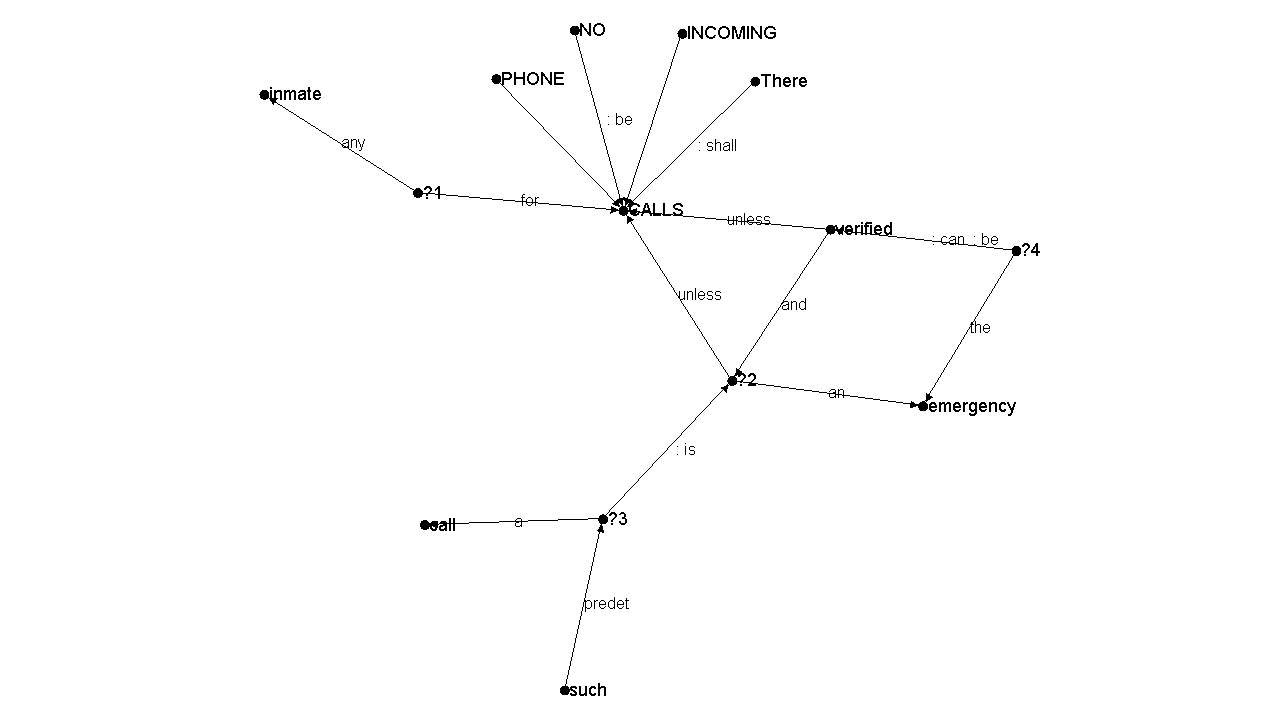 NO
INCOMING
PHONE
There
inmate
: be
any
: shall
?1
for
CALLS
unless
verified
: can : be
?4
unless
and
the
?2
an
emergency
: is
call
a
?3
predet
such